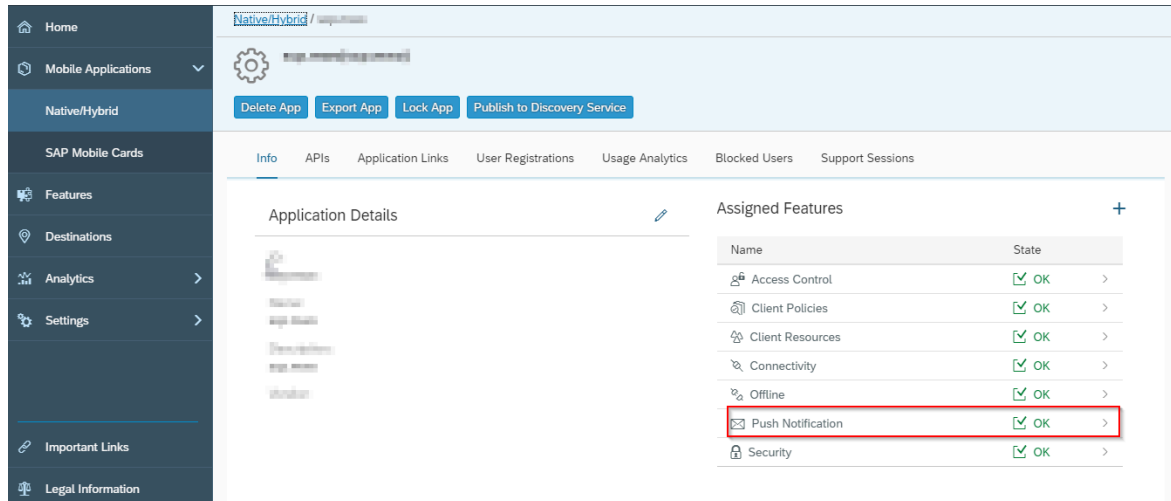 Home
Mobile Applications
Native/Hybrid
SAP Mobile Cards
Features
Destinations
Analytics
Settings
Important Links
Legal Information
Native/Hybrid /
Delete App Export App Lock App Publish to Discovery Service
Info APIs Application Links User Registrations Usage Analytics Blocked Users Support Sessions
Application Details
Assigned Features
Name State
Access Control OK
Client Policies OK
Client Resources OK
Connectivity OK
Offline OK
Push Notification OK
Security OK